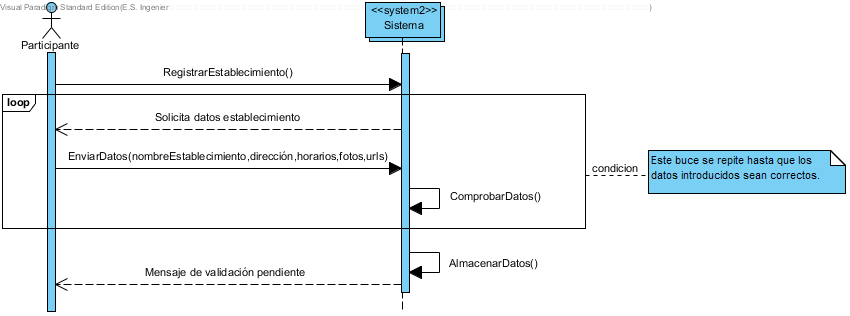 Visual Paradigm Standard Edition(E.S. Ingenier
)
<<system2>>
Sistema
Participante
RegistrarEstablecimiento()
loop
Solicita datos establecimiento
EnviarDatos(nombreEstablecimiento,dirección,horarios,fotos,urls)
condicion
Este buce se repite hasta que los
datos introducidos sean correctos.
ComprobarDatos()
AlmacenarDatos()
Mensaje de validación pendiente